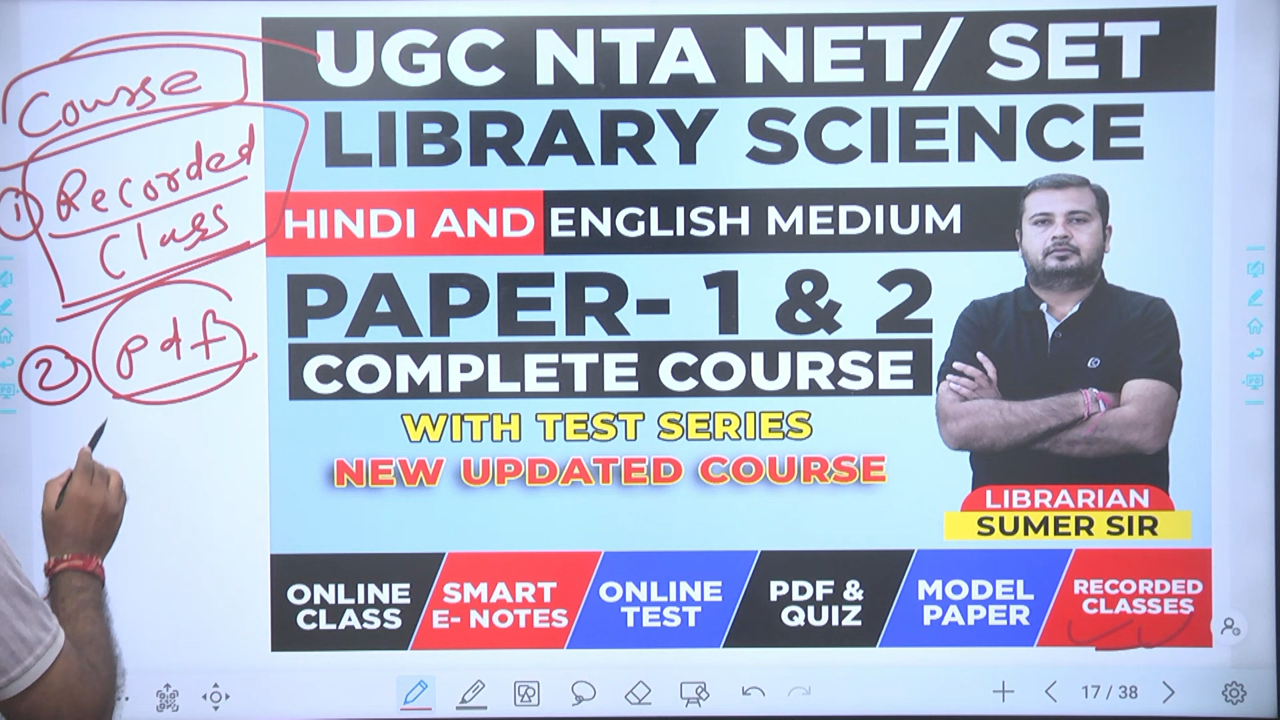 Course
1 Recorded
Class
2 pdf
UGC NTA NET/ SET
LIBRARY SCIENCE
HINDI AND ENGLISH MEDIUM
PAPER- 1 & 2
COMPLETE COURSE
WITH TEST SERIES
NEW UPDATED COURSE
LIBRARIAN
SUMER SIR
ONLINE
CLASS
SMART
E- NOTES
ONLINE
TEST
PDF &
QUIZ
MODEL
PAPER
RECORDED
CLASSES
17 / 38